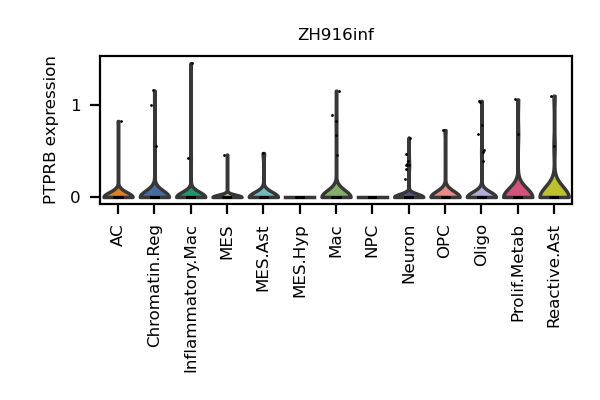 ZH916inf
PTPRB expression
1
0
AC
Chromatin.Reg
Inflammatory.Mac
MES
MES.Ast
MES.Hyp
Mac
NPC
Neuron
OPC
Oligo
Prolif.Metab
Reactive.Ast